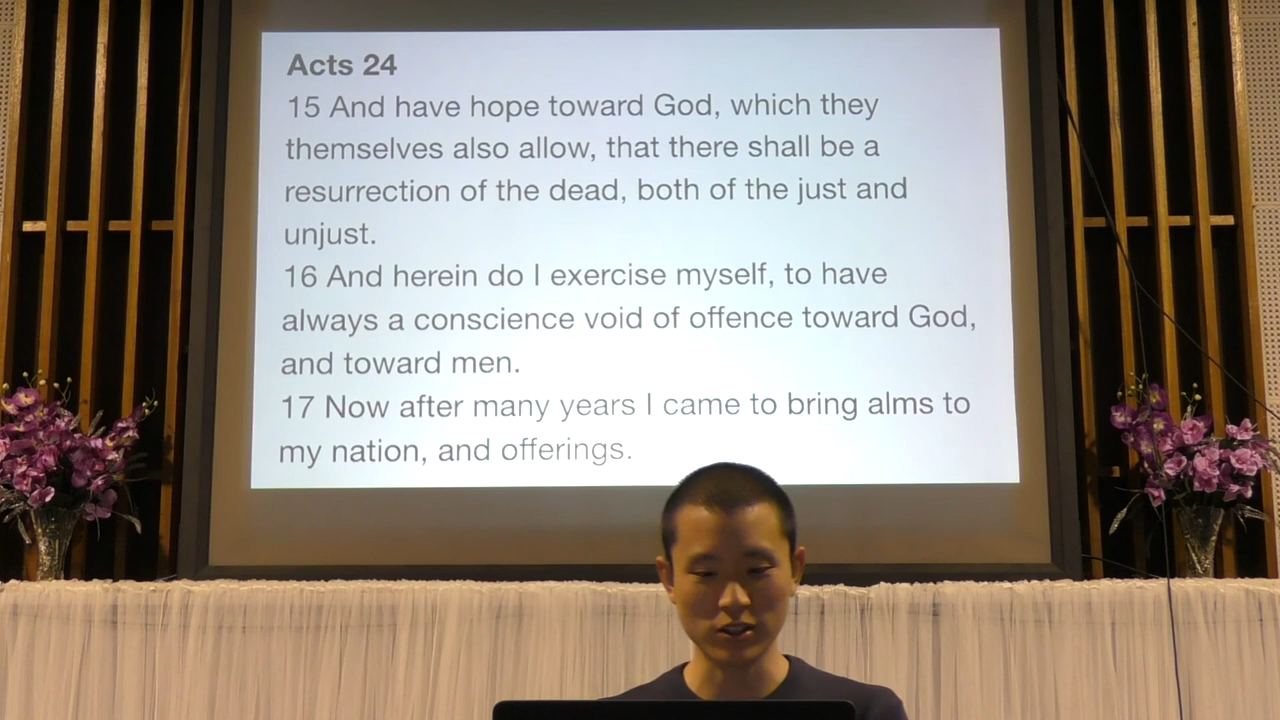 Acts 24
15 And have hope toward God, which they
themselves also allow, that there shall be a
resurrection of the dead, both of the just and
unjust.
16 And herein do I exercise myself, to have
always a conscience void of offence toward God,
and toward men.
17 Now after many years I came to bring alms to
my nation, and offerings.